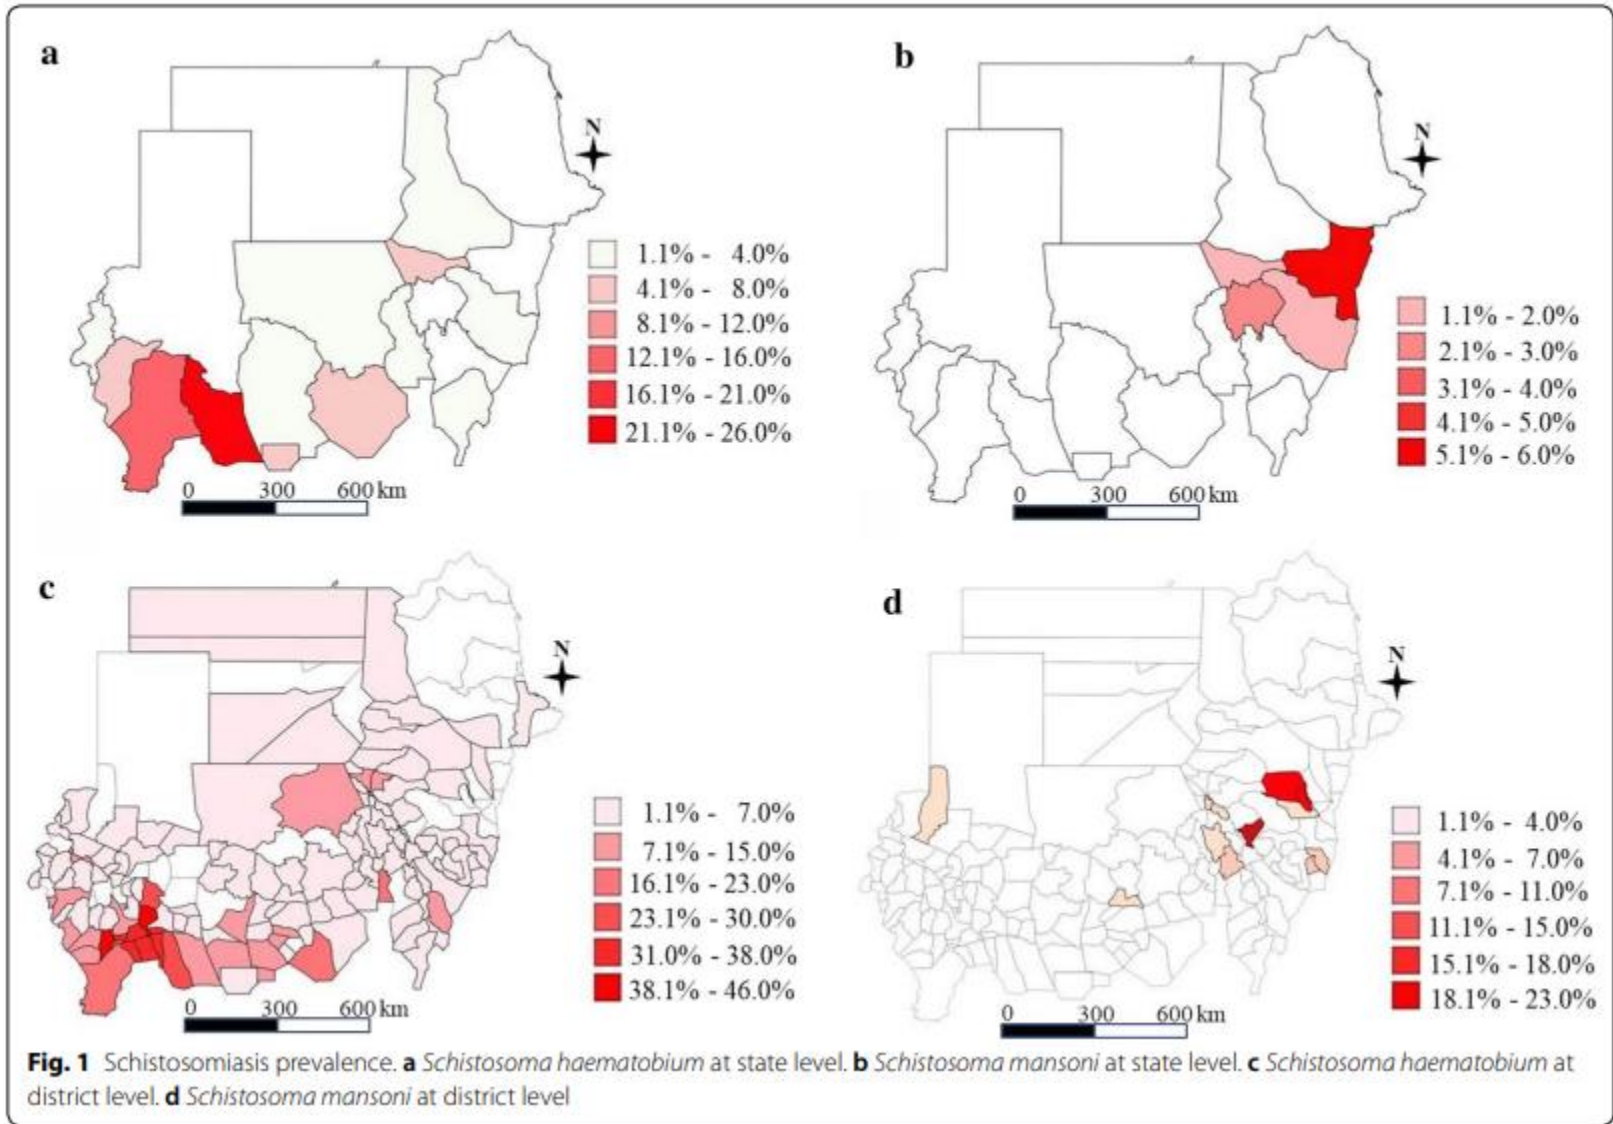 a
N
1.1% - 4.0%
4.1% - 8.0%
8.1% - 12.0%
12.1% - 16.0%
16.1% - 21.0%
21.1% - 26.0%
0 300 600 km
b
N
1.1% - 2.0%
2.1% - 3.0%
3.1% - 4.0%
4.1% - 5.0%
5.1% - 6.0%
0 300 600 km
c
N
1.1% - 7.0%
7.1% - 15.0%
16.1% - 23.0%
23.1% - 30.0%
31.0% - 38.0%
38.1% - 46.0%
0 300 600 km
d
N
1.1% - 4.0%
4.1% - 7.0%
7.1% - 11.0%
11.1% - 15.0%
15.1% - 18.0%
18.1% - 23.0%
0 300 600 km
Fig. 1 Schistosomiasis prevalence. a Schistosoma haematobium at state level. b Schistosoma mansoni at state level. c Schistosoma haematobium at
district level. d Schistosoma mansoni at district level